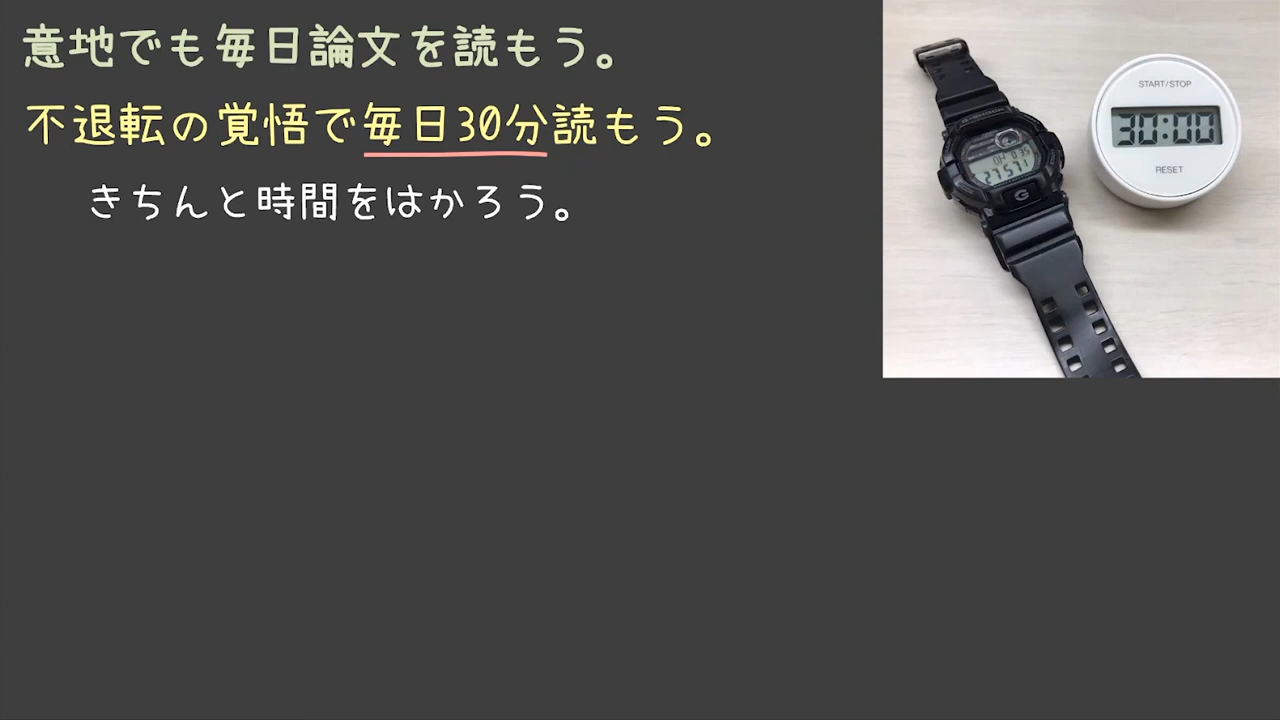 意地でも毎日論文を読もう。
不退転の覚悟で毎日30分読もう。
きちんと時間をはかろう。
START/STOP
30:00
RESET
G